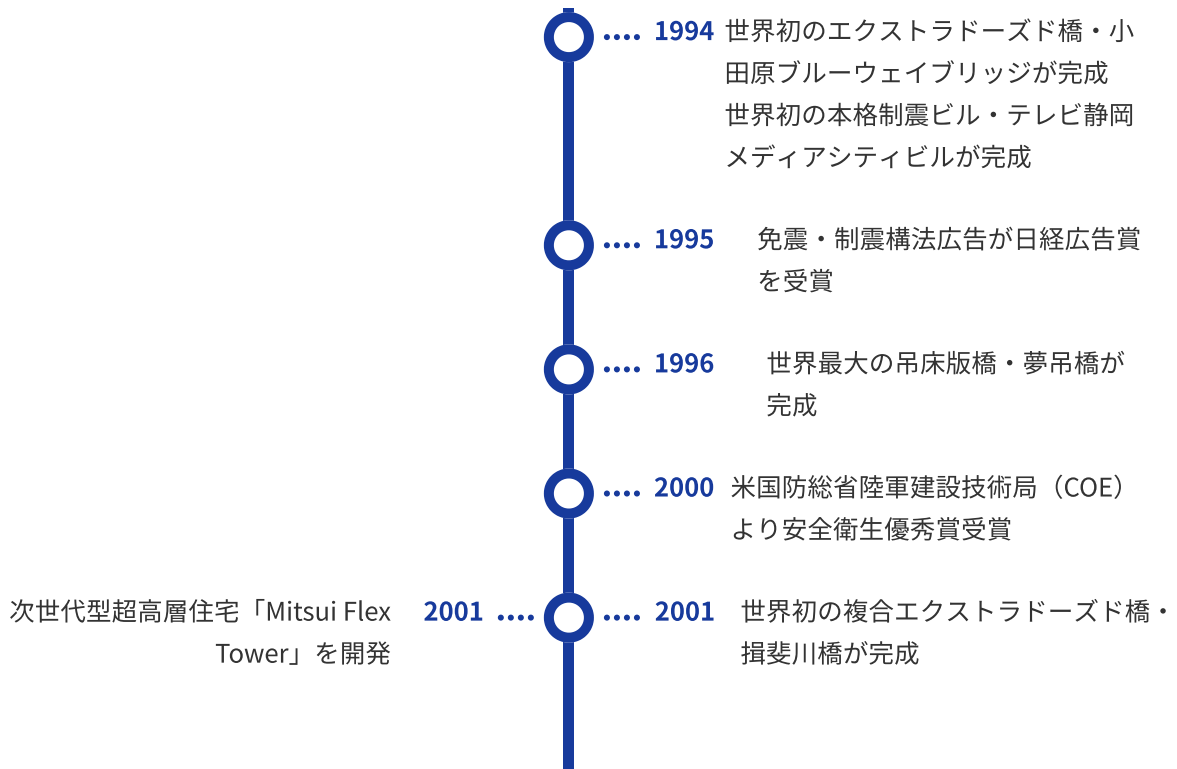 1994
世界初のエクストラドーズド橋・小
田原ブルーウェイブリッジが完成
世界初の本格制震ビル・テレビ静岡
メディアシティビルが完成
1995
免震・制震構法広告が日経広告賞
を受賞
1996
世界最大の吊床版橋・夢吊橋が
完成
2000
米国防総省陸軍建設技術局（COE）
より安全衛生優秀賞受賞
次世代型超高層住宅「Mitsui Flex
Tower」を開発
2001
2001
世界初の複合エクストラドーズド橋・
揖斐川橋が完成